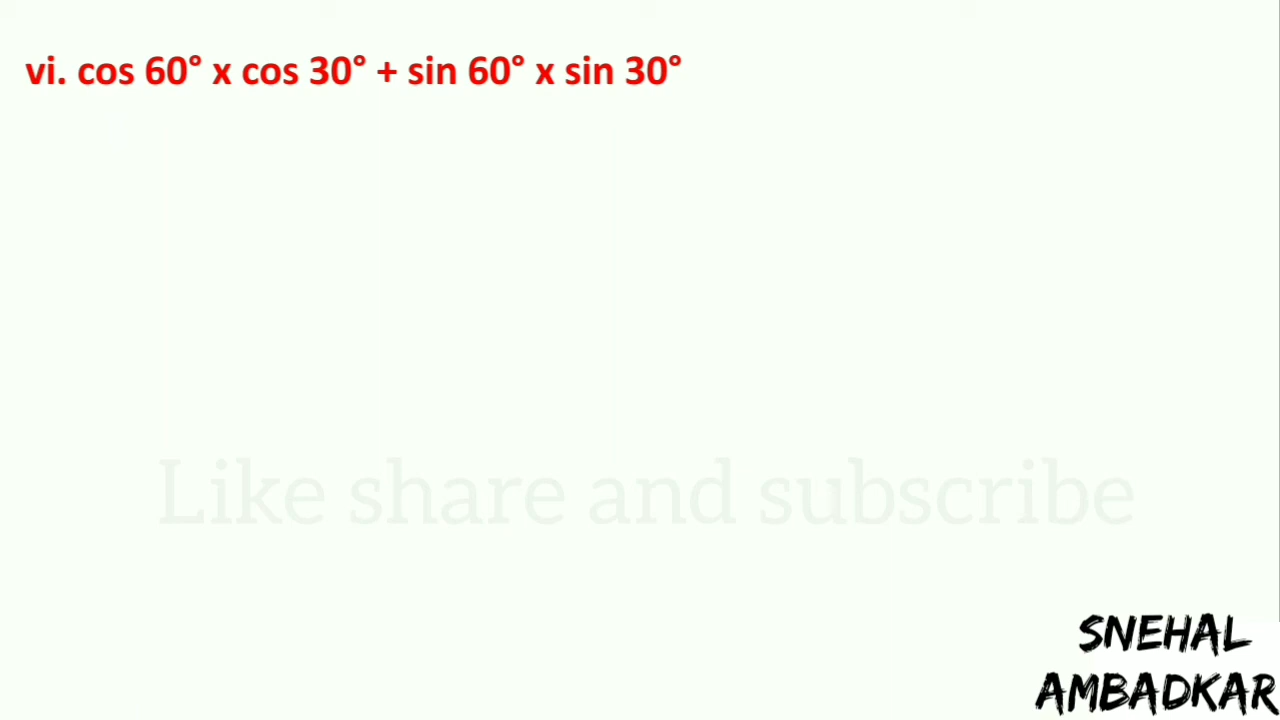 vi. cos 60° x cos 30° + sin 60° x sin 30°
Like share and subscribe
SNEHAL
AMBADKAR